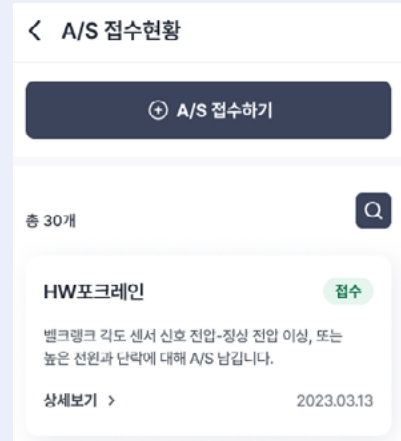 A/S 접수현황
A/S 접수하기
총 30개
HW포크레인
접수
벨크랭크 각도 센서 신호 전압-징상 전압 이상, 또는
높은 전원과 단락에 대해 A/S 남깁니다.
상세보기 >
2023.03.13